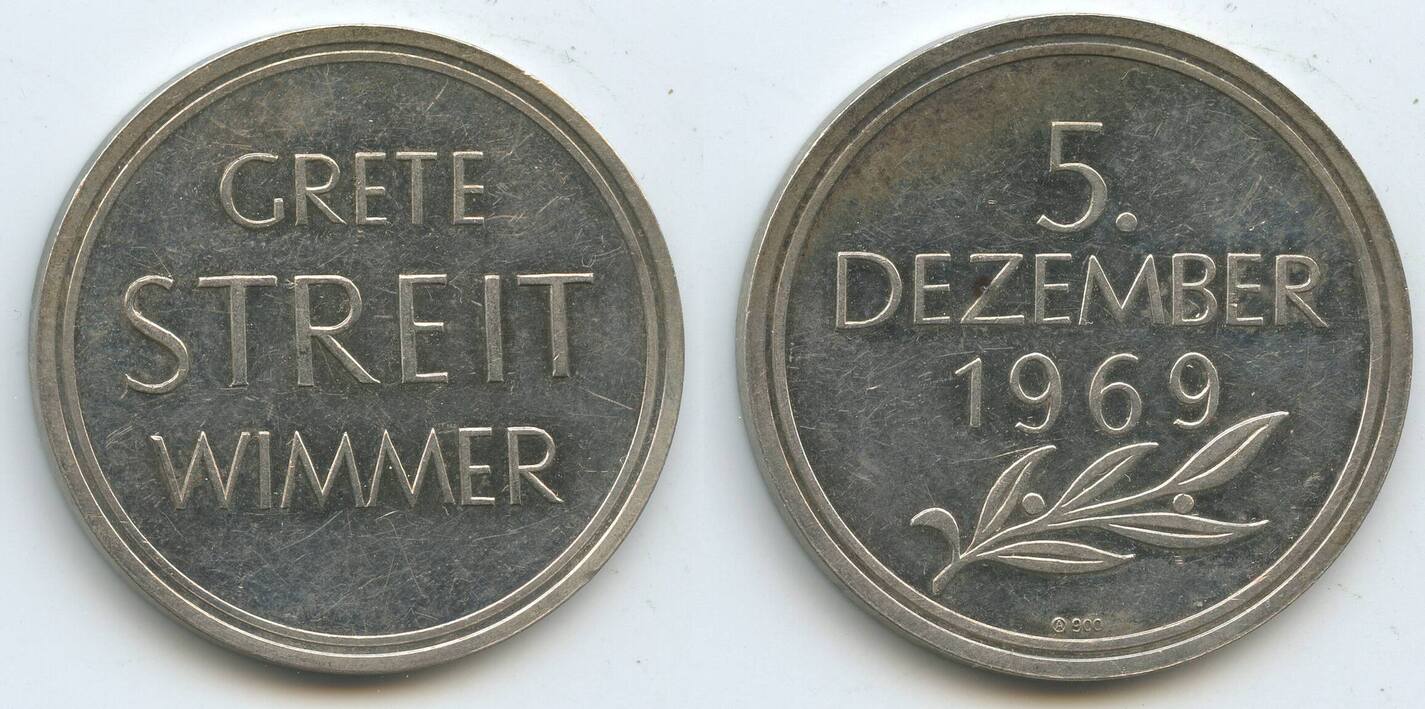 GRETE
STREIT
WIMMER
5.
DEZEMBER
1969
Ⓐ 900